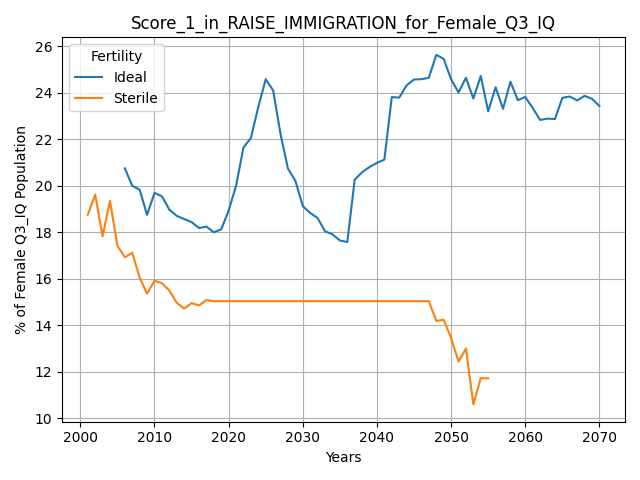 Score_1_in_RAISE_IMMIGRATION_for_Female_Q3_IQ
Fertility
Ideal
Sterile
% of Female Q3_IQ Population
26
24
22
20
18
16
14
12
10
2000 2010 2020 2030 2040 2050 2060 2070
Years